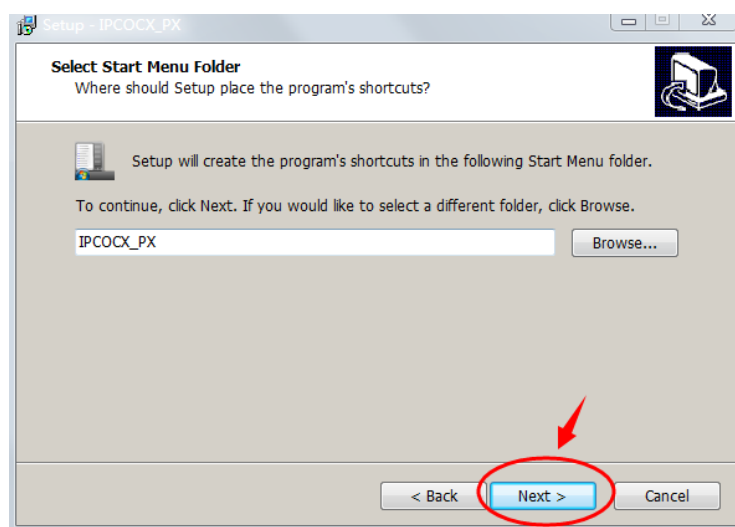 Setup - IPCOCX_PX
Select Start Menu Folder
Where should Setup place the program's shortcuts?
Setup will create the program's shortcuts in the following Start Menu folder.
To continue, click Next. If you would like to select a different folder, click Browse.
IPCOCX_PX
Browse...
< Back
Next >
Cancel